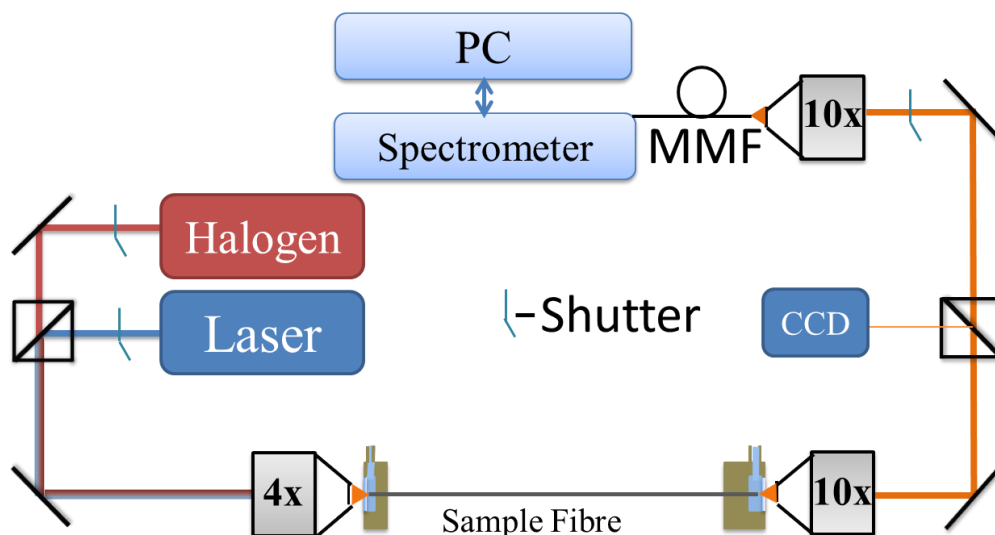 PC
Spectrometer
MMF
10x
Halogen
Laser
-Shutter
CCD
4x
Sample Fibre
10x